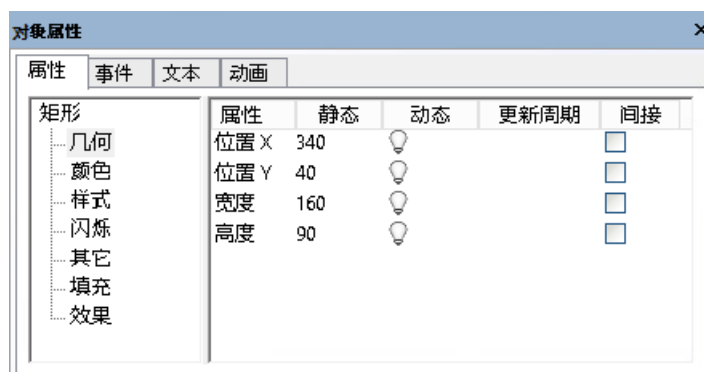 对象属性
属性 事件 文本 动画
矩形
几何
颜色
样式
闪烁
其它
填充
效果
属性 静态 动态 更新周期 间接
位置 X 340
位置 Y 40
宽度 160
高度 90